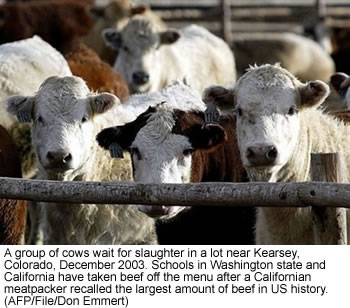 A group of cows wait for slaughter in a lot near Kearsey,
Colorado, December 2003. Schools in Washington state and
California have taken beef off the menu after a Californian
meatpacker recalled the largest amount of beef in US history.
(AFP/File/Don Emmert)